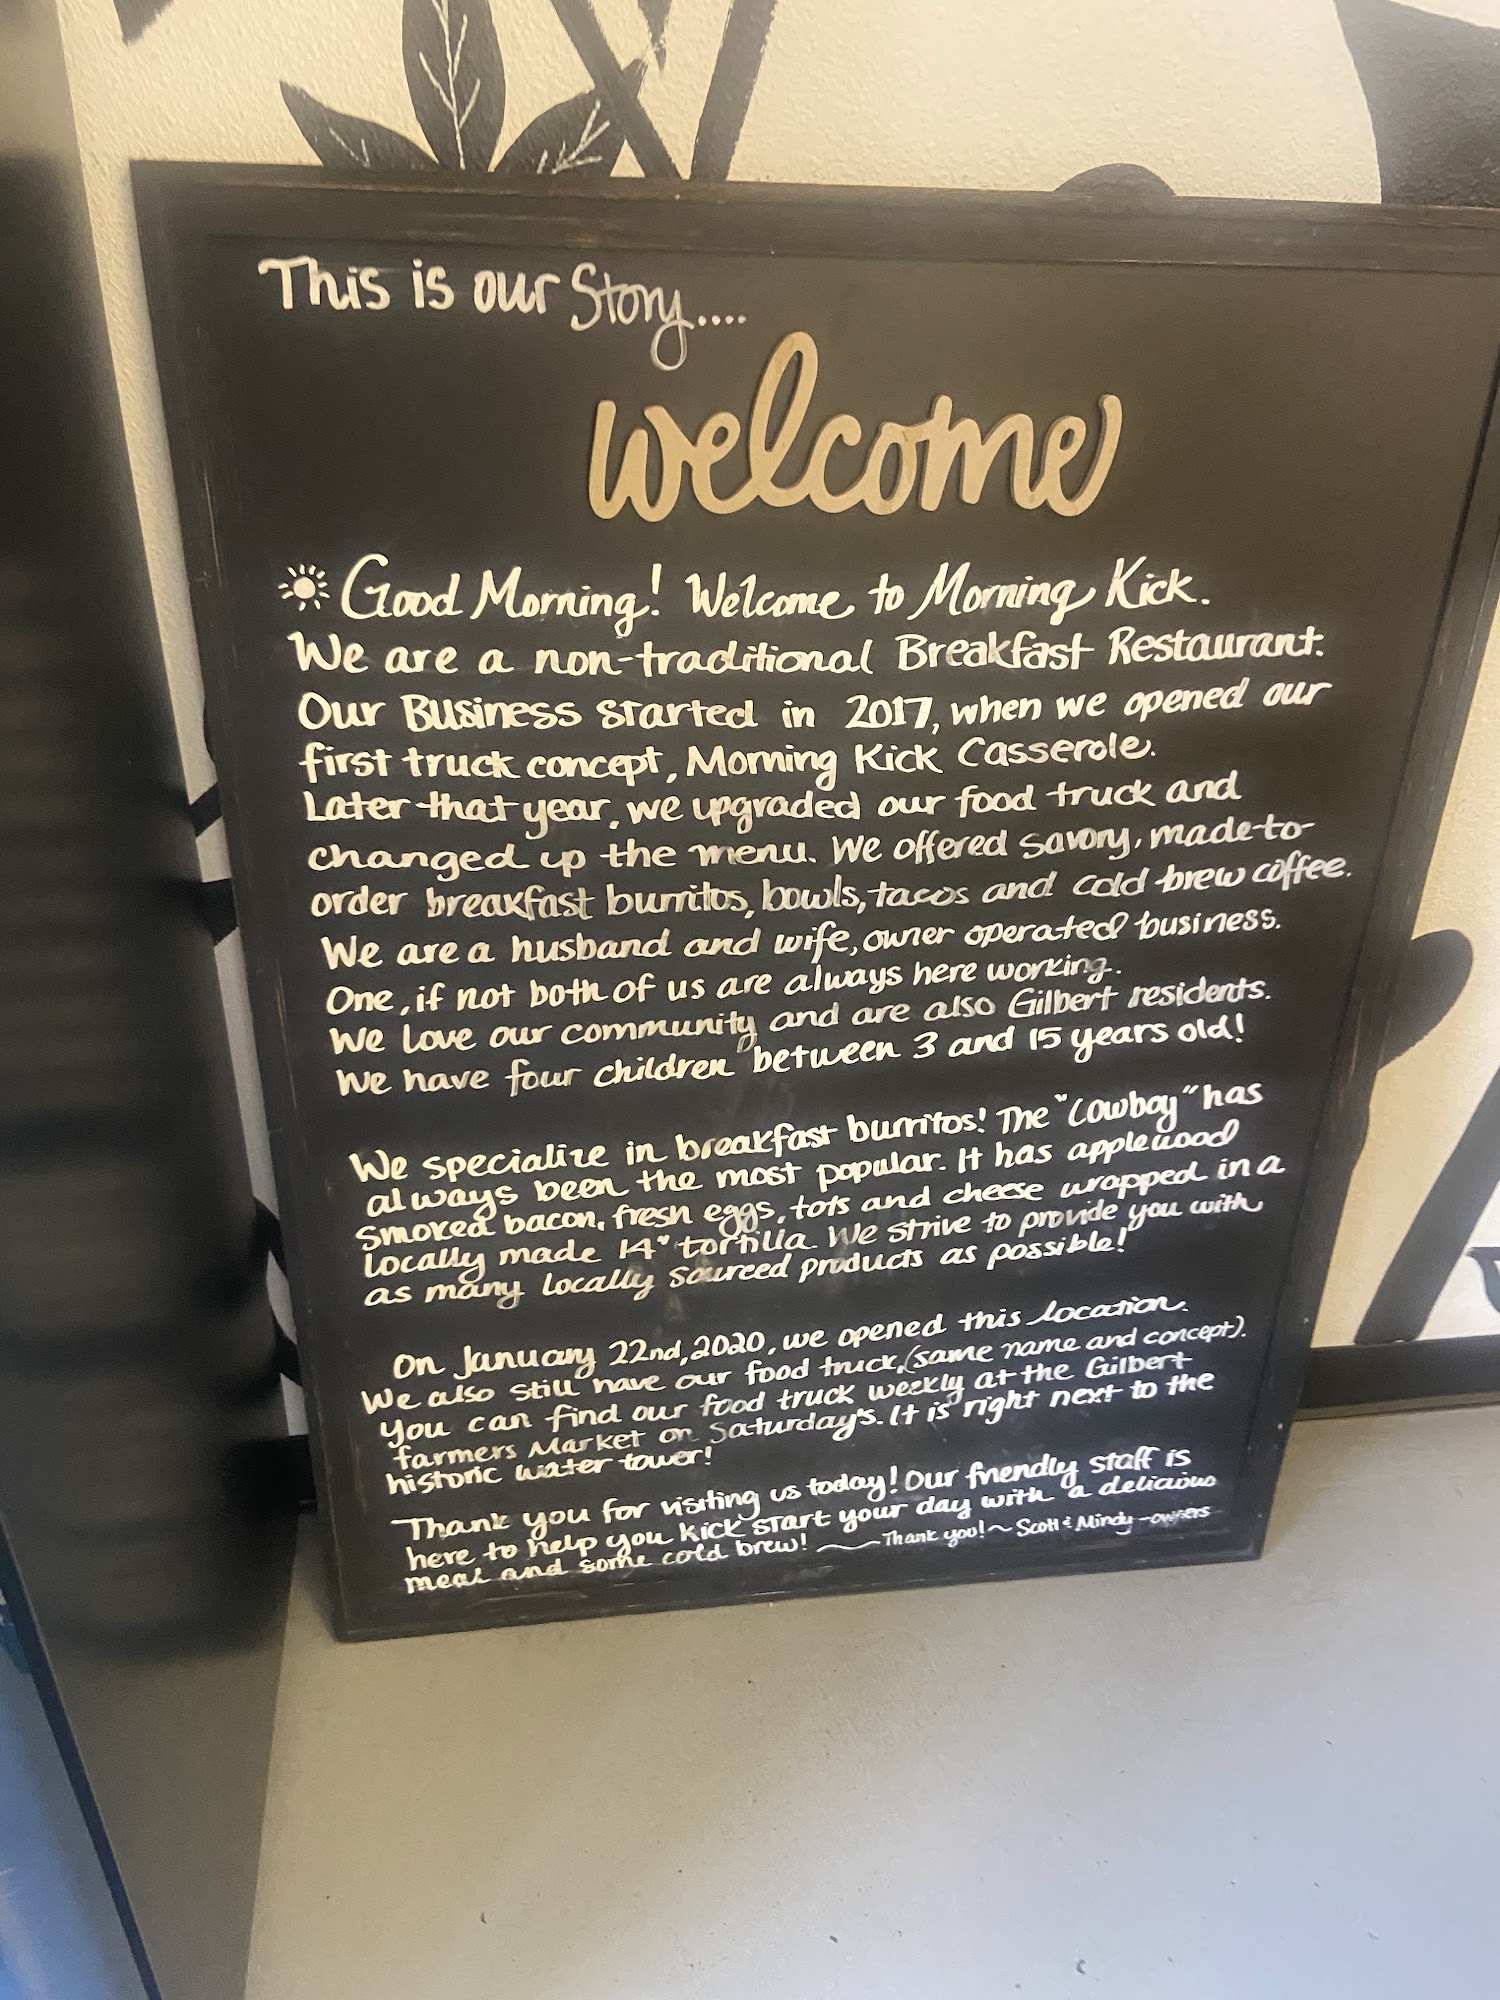 This is our Story....
welcome
Good Morning! Welcome to Morning Kick.
We are a non-traditional Breakfast Restaurant.
Our Business started in 2017, when we opened our
first truck concept, Morning Kick Casserole.
Later that year, we upgraded our food truck and
changed up the menu. We offered savory, made-to-
order breakfast burritos, bowls, tacos and cold brew coffee.
We are a husband and wife, owner operated business.
One, if not both of us are always here working.
We love our community and are also Gilbert residents.
We have four children between 3 and 15 years old!
We specialize in breakfast burritos! The "Cowboy" has
always been the most popular. It has applewood
smoked bacon, fresh eggs, tots and cheese wrapped in a
locally made 14" tortilla. We strive to provide you with
as many locally sourced products as possible!
On January 22nd, 2020, we opened this location.
We also still have our food truck, (same name and concept).
You can find our food truck weekly at the Gilbert
farmers Market on Saturday's. It is right next to the
historic water tower!
Thank you for visiting us today! Our friendly staff is
here to help you kick start your day with a delicious
meal and some cold brew! ~ Thank you! ~ Scott & Mindy - owners